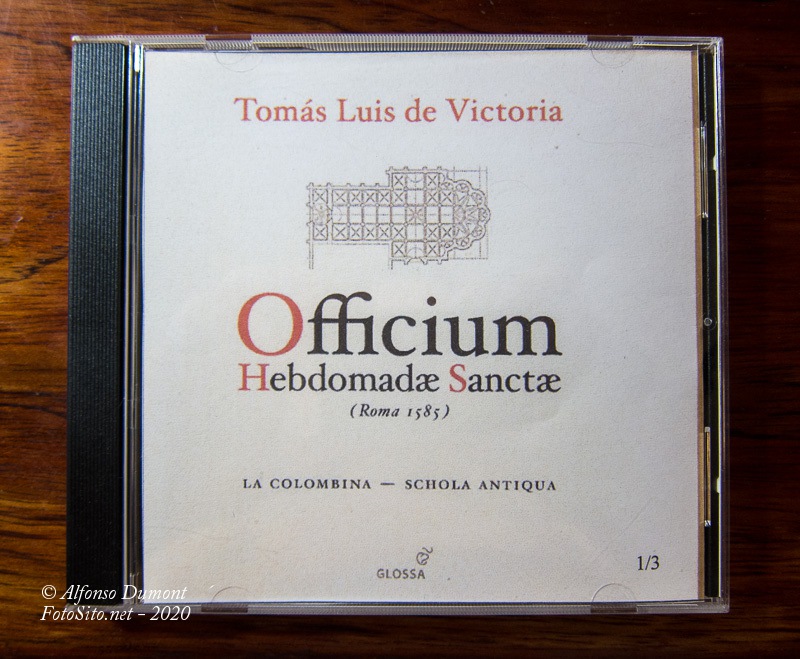 Tomás Luis de Victoria
Officium
Hebdomadæ Sanctæ
(Roma 1585)
LA COLOMBINA — SCHOLA ANTIQUA
GLOSSA
1/3
© Alfonso Dumont
FotoSito.net - 2020